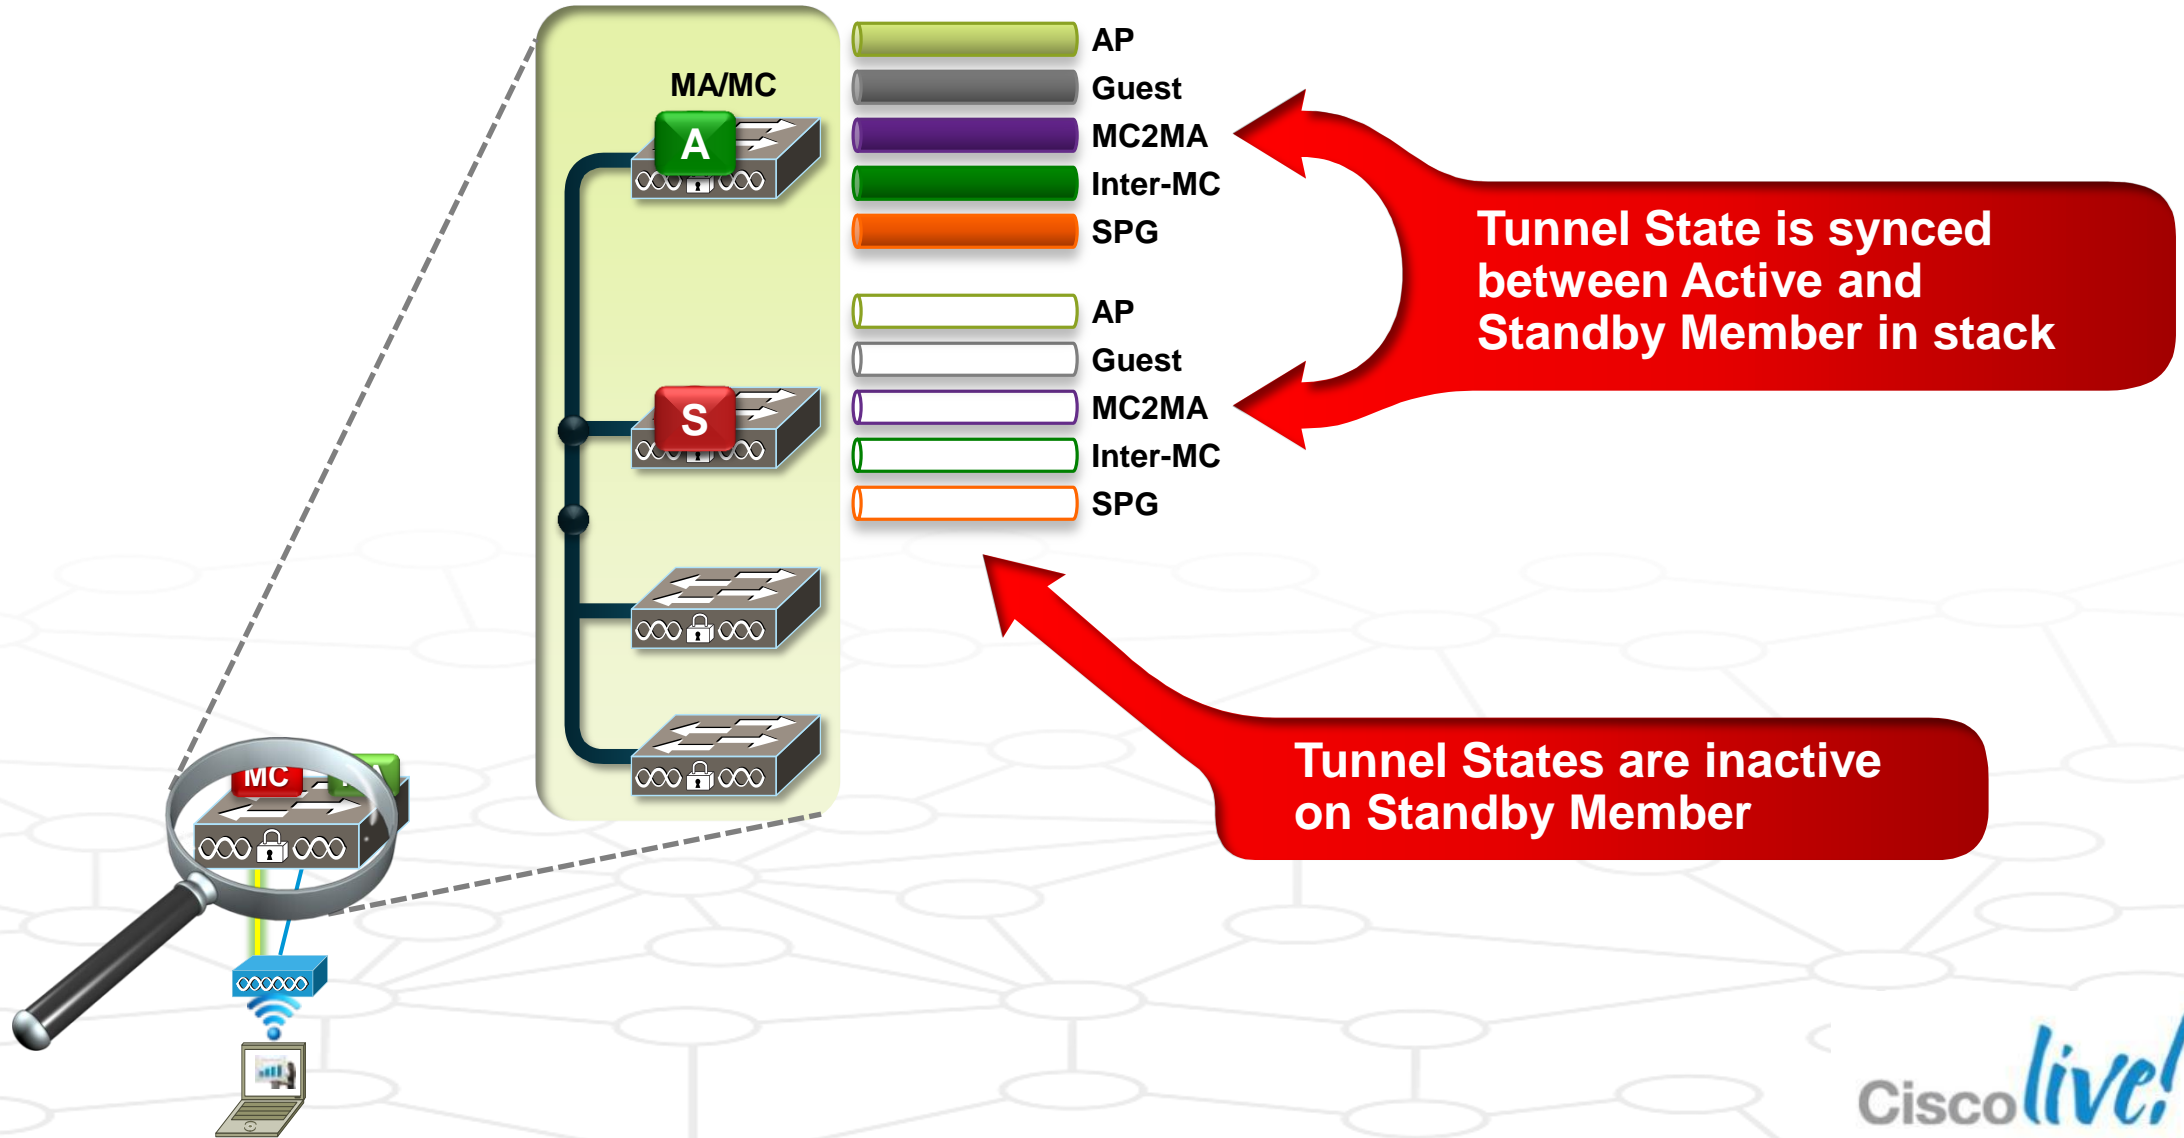 MA/MC
A
AP
Guest
MC2MA
Inter-MC
SPG
Tunnel State is synced
between Active and
Standby Member in stack
S
AP
Guest
MC2MA
Inter-MC
SPG
Tunnel States are inactive
on Standby Member
MC
Cisco live!